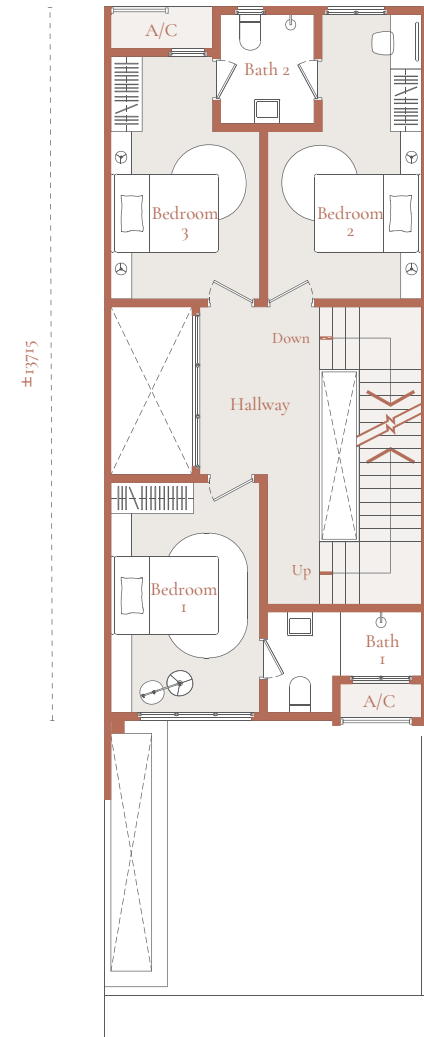 A/C
Bath 2
Bedroom
3
Bedroom
2
±13715
Down
Hallway
Up
Bedroom
1
Bath
1
A/C